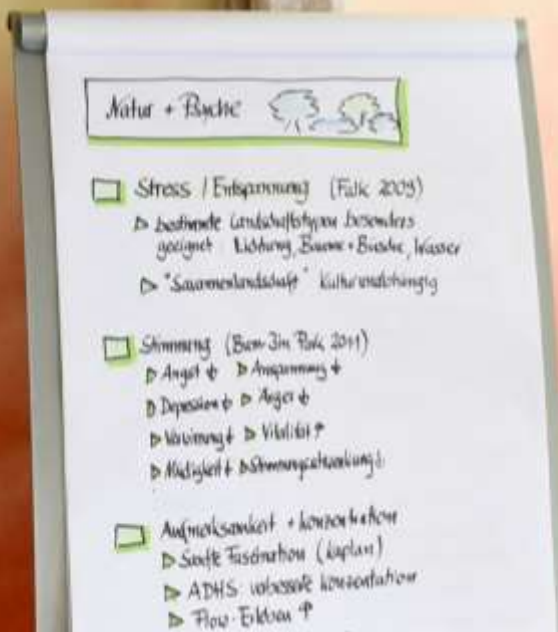 Natur + Psyche
Stress / Entspannung (Falk 2009)
bestimmte Landschaftstypen besonders
geeignet Lichtung, Bäume + Büsche, Wasser
"Savannenlandschaft" kulturunabhängig
Stimmung (Bum-Jin Park 2011)
Angst ↓ Anspannung ↓
Depression ↓ Ärger ↓
Verwirrung ↓ Vitalität ↑
Müdigkeit ↓ Stimmungsschwankung ↓
Aufmerksamkeit + Konzentration
Sanfte Faszination (Kaplan)
ADHS verbesserte Konzentration
Flow-Erleben ↑